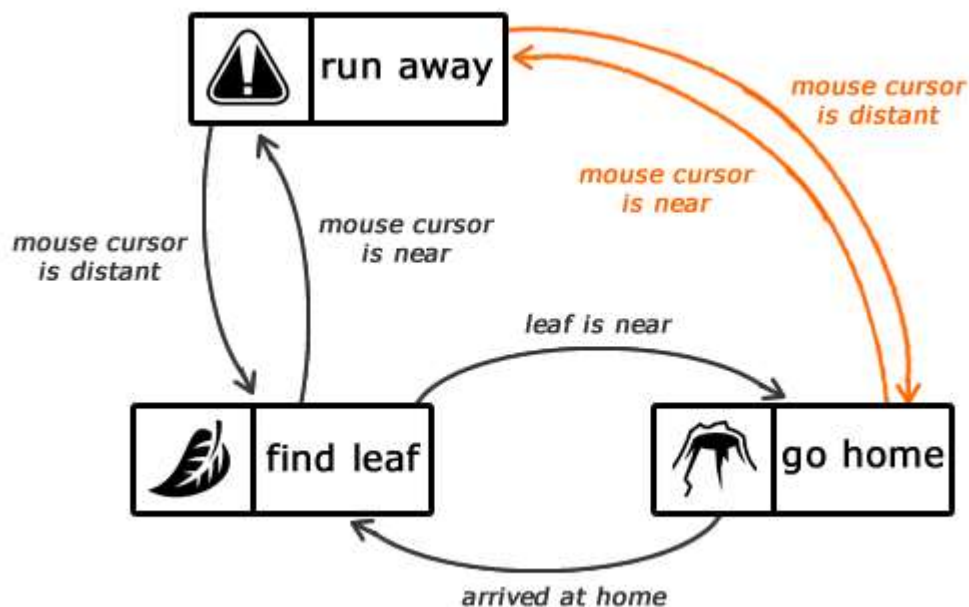 run away
mouse cursor
is distant
mouse cursor
is near
mouse cursor
is near
mouse cursor
is distant
leaf is near
find leaf
go home
arrived at home